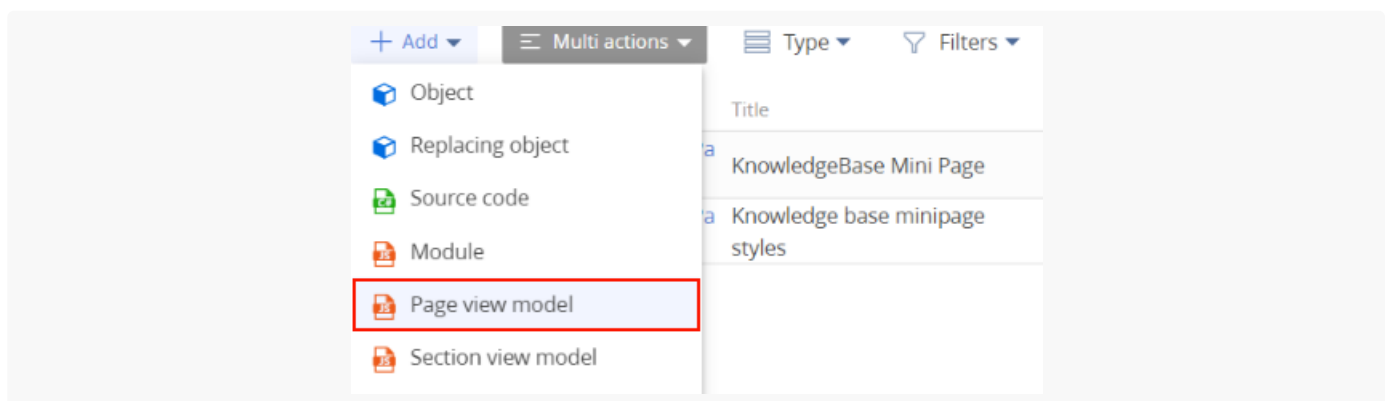 Add Multi actions Type Filters
Object
Title
Replacing object
KnowledgeBase Mini Page
Source code
Knowledge base minipage
styles
Module
Page view model
Section view model